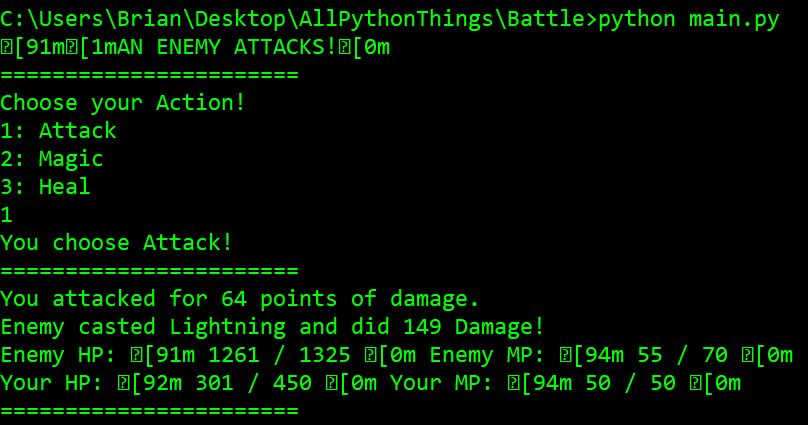 C:\Users\Brian\Desktop\AllPythonThings\Battle>python main.py
⍰[91m⍰[1mAN ENEMY ATTACKS!⍰[0m
=======================
Choose your Action!
1: Attack
2: Magic
3: Heal
1
You choose Attack!
=======================
You attacked for 64 points of damage.
Enemy casted Lightning and did 149 Damage!
Enemy HP: ⍰[91m 1261 / 1325 ⍰[0m Enemy MP: ⍰[94m 55 / 70 ⍰[0m
Your HP: ⍰[92m 301 / 450 ⍰[0m Your MP: ⍰[94m 50 / 50 ⍰[0m
=======================